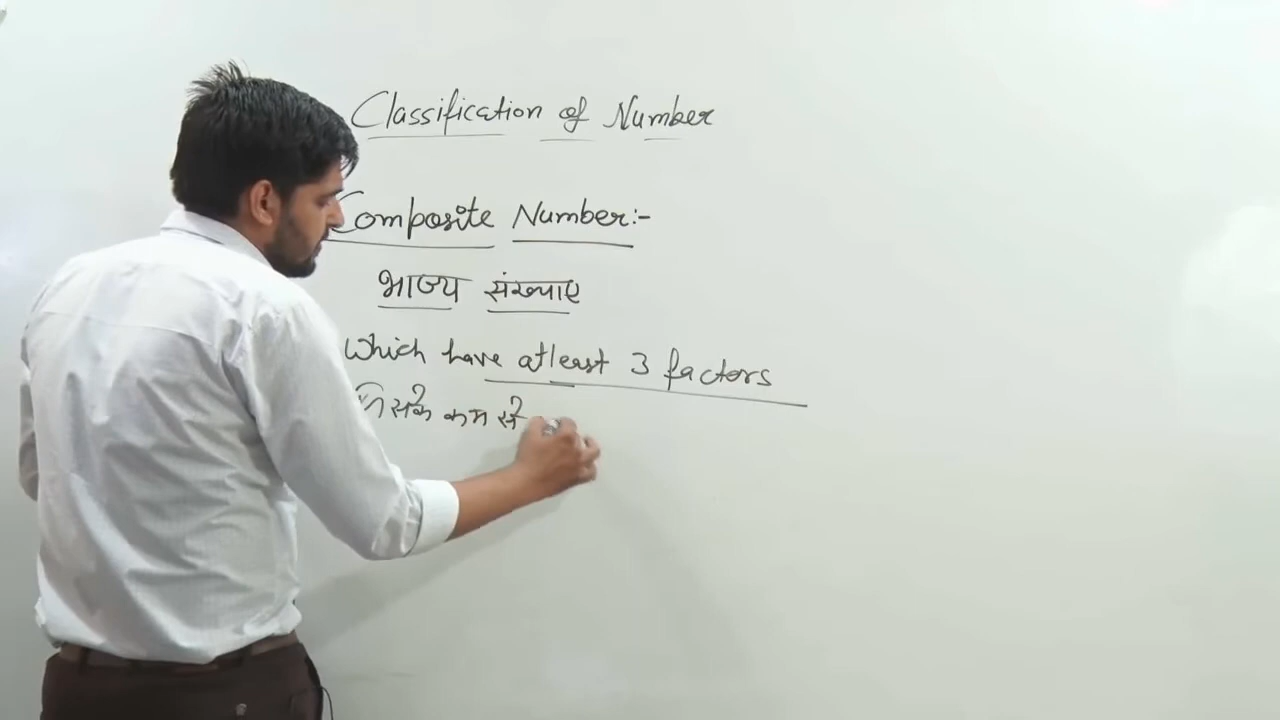 Classification of Number
Composite Number:-
भाज्य संख्याए
Which have atleast 3 factors
जिसके कम से